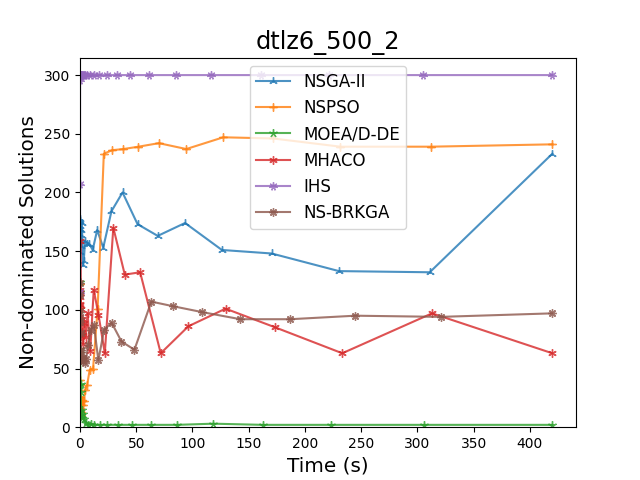 dtlz6_500_2
Non-dominated Solutions
300
250
200
150
100
50
0
NSGA-II
NSPSO
MOEA/D-DE
MHACO
IHS
NS-BRKGA
0 50 100 150 200 250 300 350 400
Time (s)